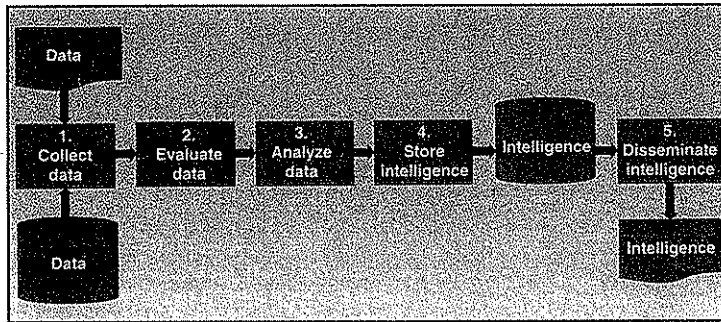 Data
1.
Collect
data
2.
Evaluate
data
3.
Analyze
data
4.
Store
intelligence
Intelligence
5.
Disseminate
intelligence
Data
Intelligence